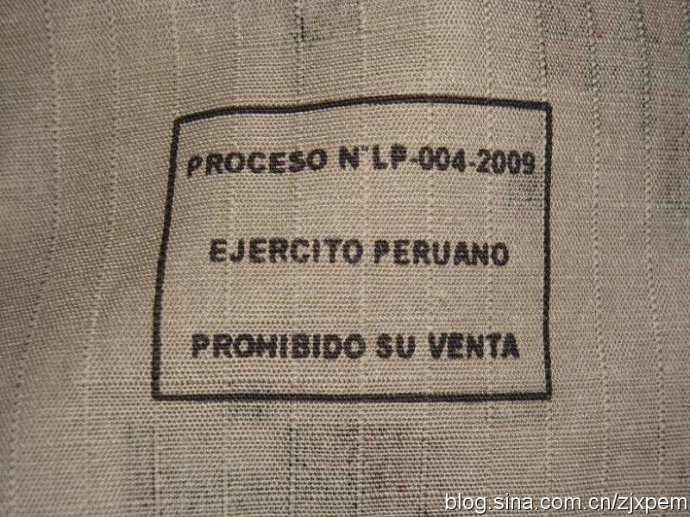 PROCESO N°LP-004-2009
EJERCITO PERUANO
PROHIBIDO SU VENTA
blog.sina.com.cn/zjxpem